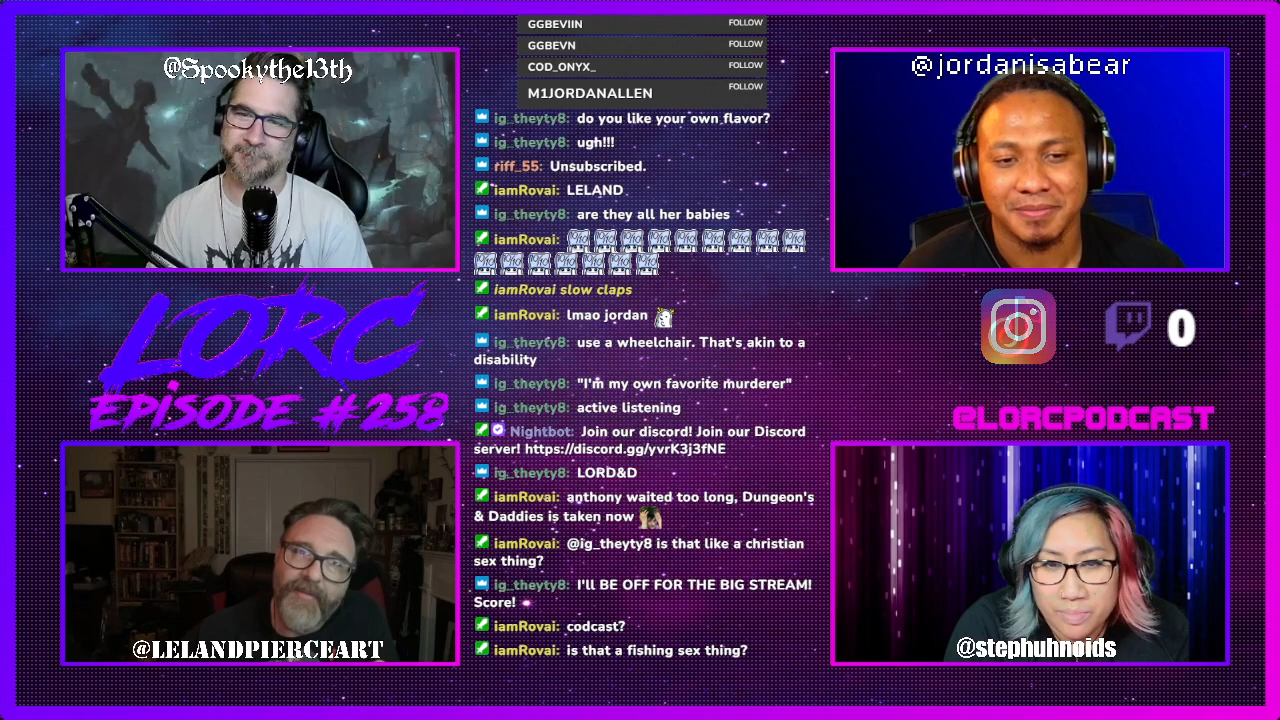 GGBEVIIN FOLLOW
GGBEVN FOLLOW
COD_ONYX_ FOLLOW
M1JORDANALLEN FOLLOW
@Spookythe13th
@jordanisabear
ig_theyty8: do you like your own flavor?
ig_theyty8: ugh!!!
riff_55: Unsubscribed.
iamRovai: LELAND
ig_theyty8: are they all her babies
iamRovai:
iamRovai slow claps
iamRovai: lmao jordan
ig_theyty8: use a wheelchair. That's akin to a
disability
ig_theyty8: "I'm my own favorite murderer"
ig_theyty8: active listening
Nightbot: Join our discord! Join our Discord
server! https://discord.gg/yvrK3j3fNE
ig_theyty8: LORD&D
iamRovai: anthony waited too long, Dungeon's
& Daddies is taken now
iamRovai: @ig_theyty8 is that like a christian
sex thing?
ig_theyty8: I'll BE OFF FOR THE BIG STREAM!
Score!
iamRovai: codcast?
iamRovai: is that a fishing sex thing?
LORC
EPISODE #258
0
@LORCPODCAST
@LELANDPIERCEART
@stephuhnoids